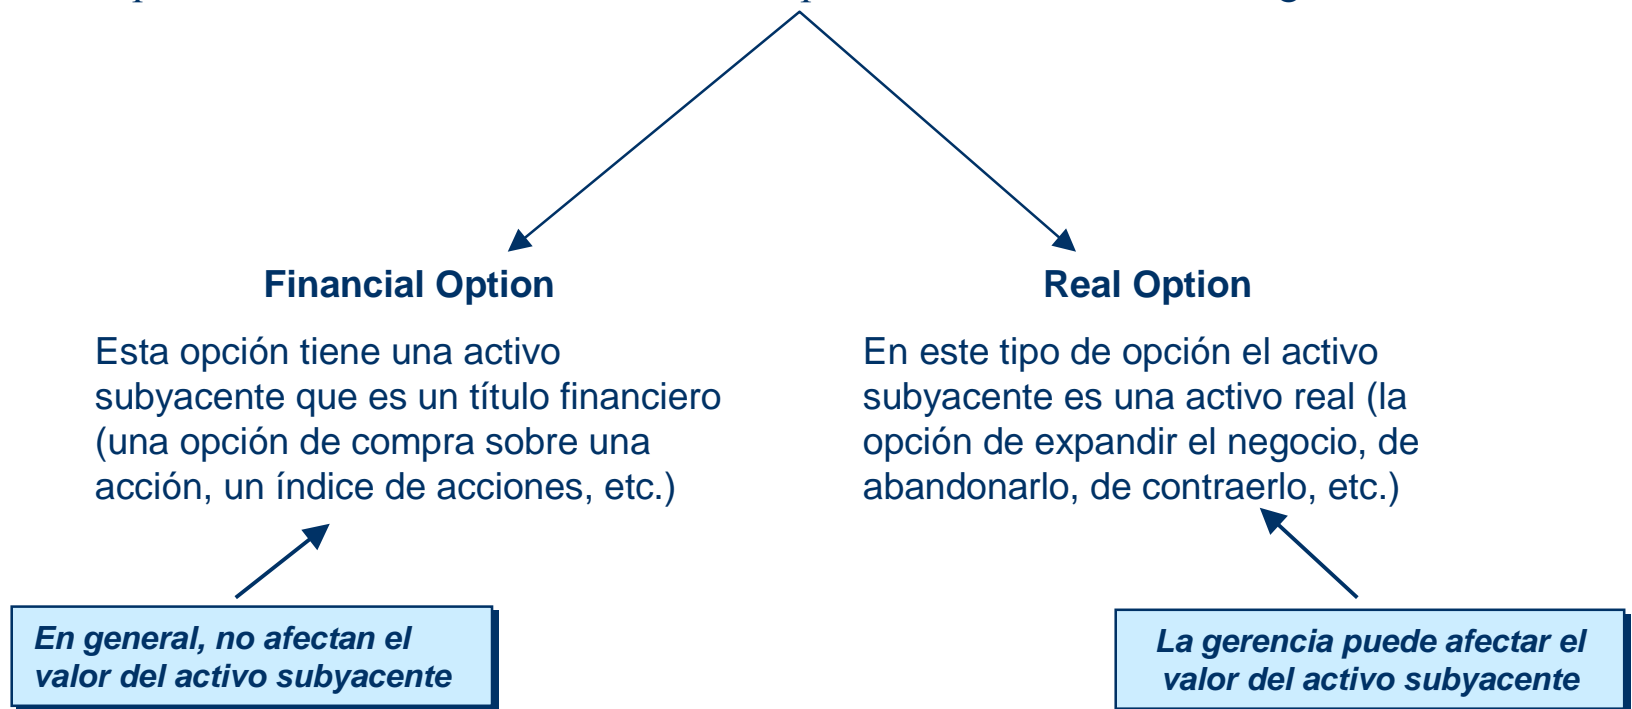 Financial Option
Real Option
Esta opción tiene una activo
subyacente que es un título financiero
(una opción de compra sobre una
acción, un índice de acciones, etc.)
En este tipo de opción el activo
subyacente es una activo real (la
opción de expandir el negocio, de
abandonarlo, de contraerlo, etc.)
En general, no afectan el
valor del activo subyacente
La gerencia puede afectar el
valor del activo subyacente